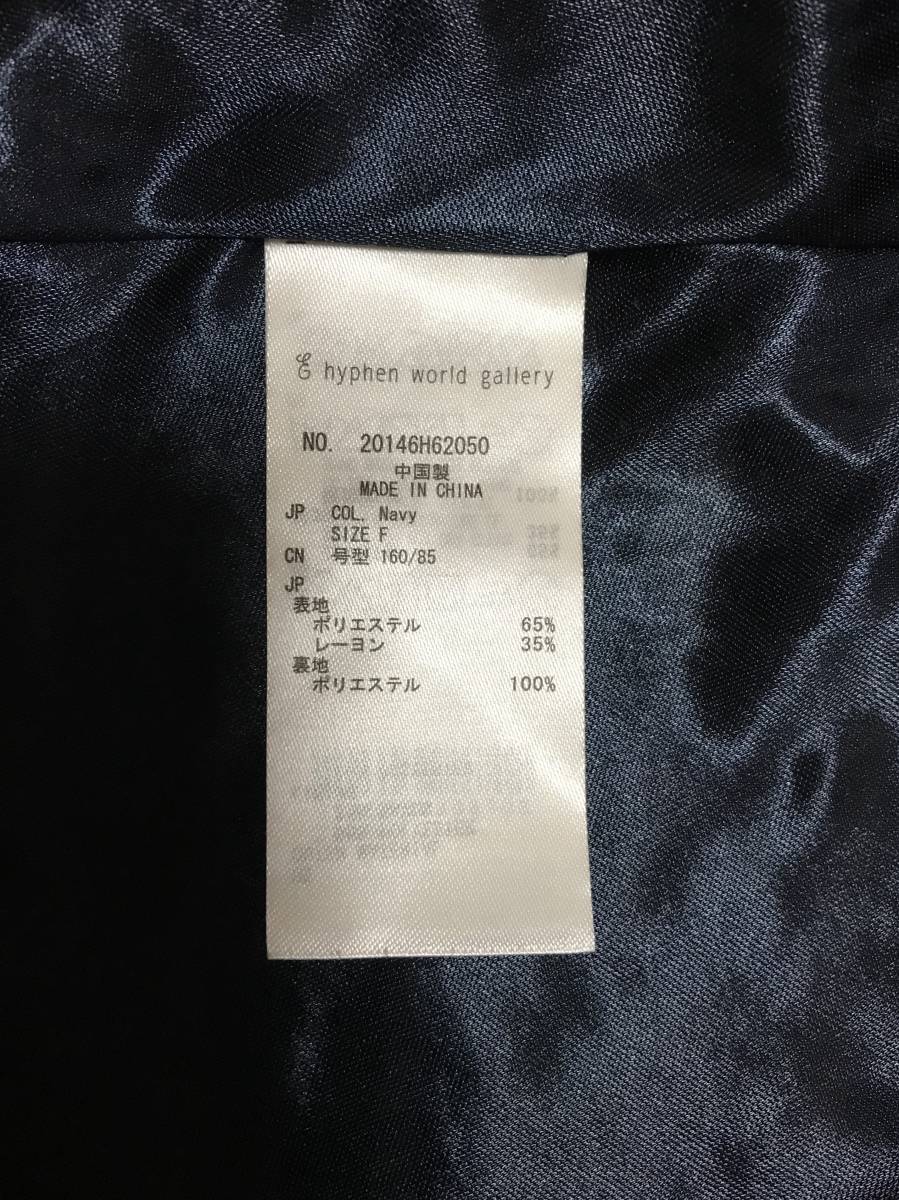 E hyphen world gallery
NO. 20146H62050
中国製
MADE IN CHINA
JP COL. Navy
SIZE F
CN 号型 160/85
JP
表地
ポリエステル 65%
レーヨン 35%
裏地
ポリエステル 100%